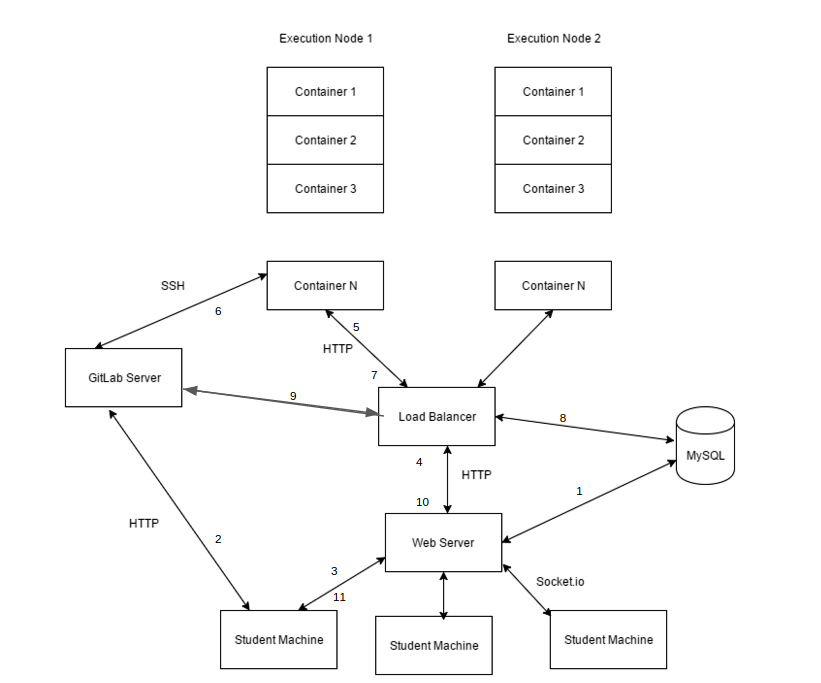 Execution Node 1
Execution Node 2
Container 1
Container 1
Container 2
Container 2
Container 3
Container 3
SSH
Container N
Container N
6
5
HTTP
7
GitLab Server
9
Load Balancer
8
MySQL
4
HTTP
1
10
HTTP
2
Web Server
3
11
Socket.io
Student Machine
Student Machine
Student Machine